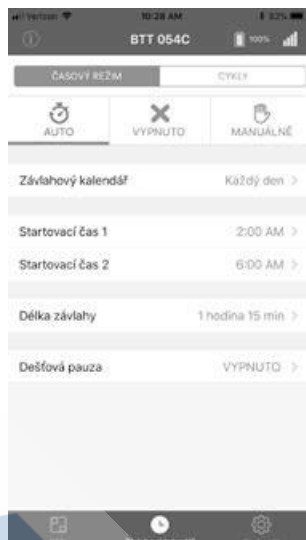 Verizon 10:28 AM 82%
BTT 054C 100%
ČASOVÝ REŽIM CYKLY
AUTO VYPNUTO MANUÁLNĚ
Závlahový kalendář Každý den
Startovací čas 1 2:00 AM
Startovací čas 2 6:00 AM
Délka závlahy 1 hodina 15 min
Dešťová pauza VYPNUTO